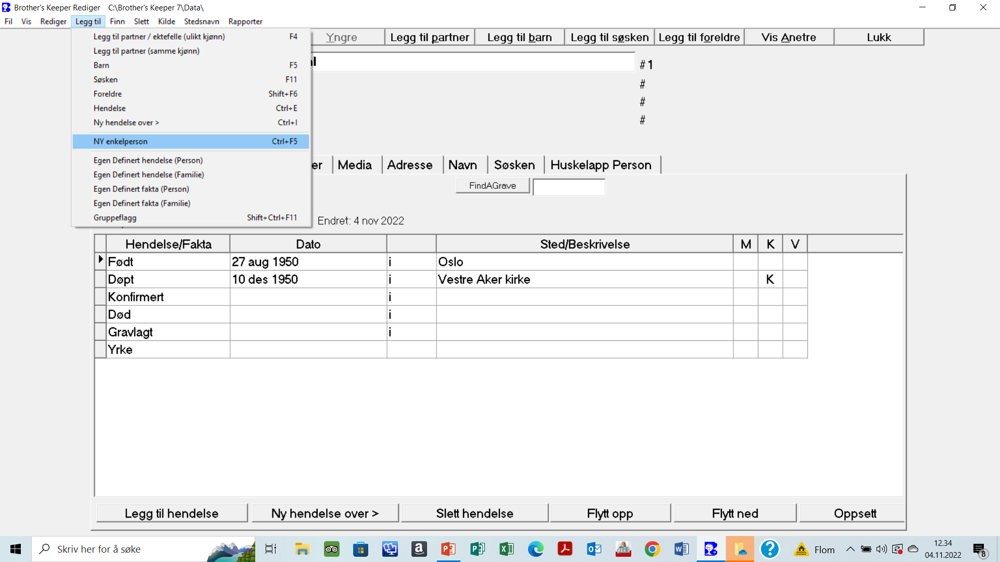 Brother's Keeper Rediger C:\Brother's Keeper 7\Data\
Fil Vis Rediger Legg til Finn Slett Kilde Stedsnavn Rapporter
Yngre Legg til partner Legg til barn Legg til søsken Legg til foreldre Vis Anetre Lukk
Legg til partner / ektefelle (ulikt kjønn) F4
Legg til partner (samme kjønn)
Barn F5
Søsken F11
Foreldre Shift+F6
Hendelse Ctrl+E
Ny hendelse over > Ctrl+I
NY enkelperson Ctrl+F5
Egen Definert hendelse (Person)
Egen Definert hendelse (Familie)
Egen Definert fakta (Person)
Egen Definert fakta (Familie)
Gruppeflagg Shift+Ctrl+F11
# 1
#
#
#
er Media Adresse Navn Søsken Huskelapp Person
FindAGrave
Endret: 4 nov 2022
Hendelse/Fakta Dato Sted/Beskrivelse M K V
Født 27 aug 1950 i Oslo
Døpt 10 des 1950 i Vestre Aker kirke K
Konfirmert i
Død i
Gravlagt i
Yrke
Legg til hendelse Ny hendelse over > Slett hendelse Flytt opp Flytt ned Oppsett
Skriv her for å søke
Flom
12.34
04.11.2022
8